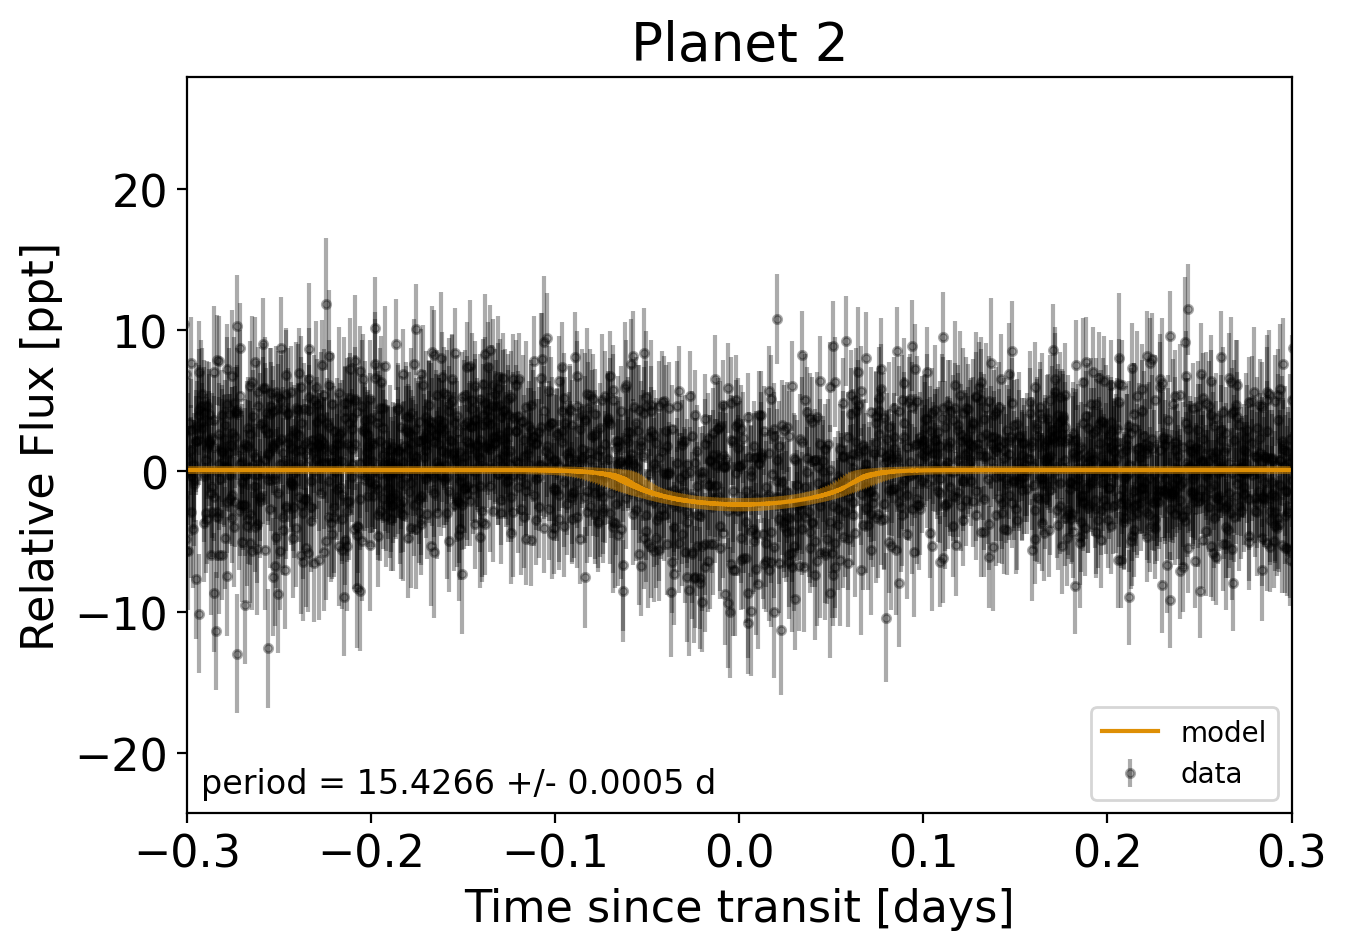 Planet 2
Relative Flux [ppt]
20
10
0
−10
−20
period = 15.4266 +/- 0.0005 d
model
data
−0.3
−0.2
−0.1
0.0
0.1
0.2
0.3
Time since transit [days]